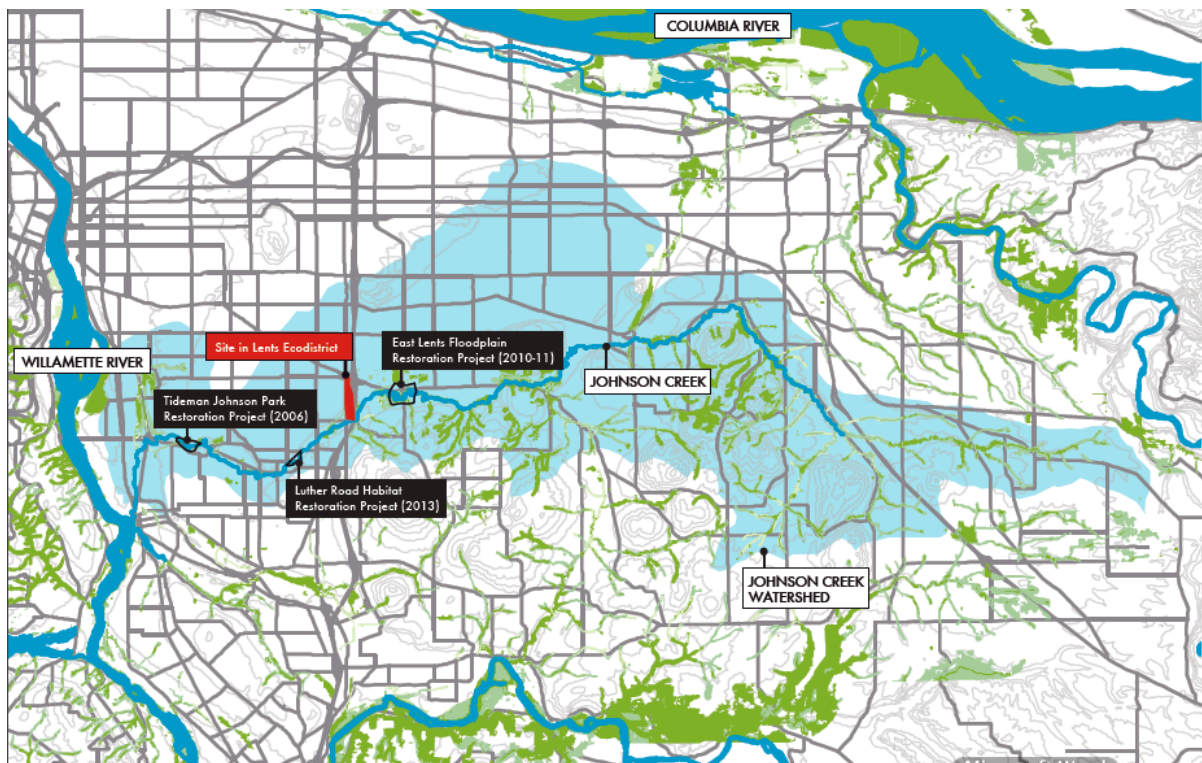 COLUMBIA RIVER
WILLAMETTE RIVER
Site in Lents Ecodistrict
East Lents Floodplain
Restoration Project (2010-11)
JOHNSON CREEK
Tideman Johnson Park
Restoration Project (2006)
Luther Road Habitat
Restoration Project (2013)
JOHNSON CREEK
WATERSHED